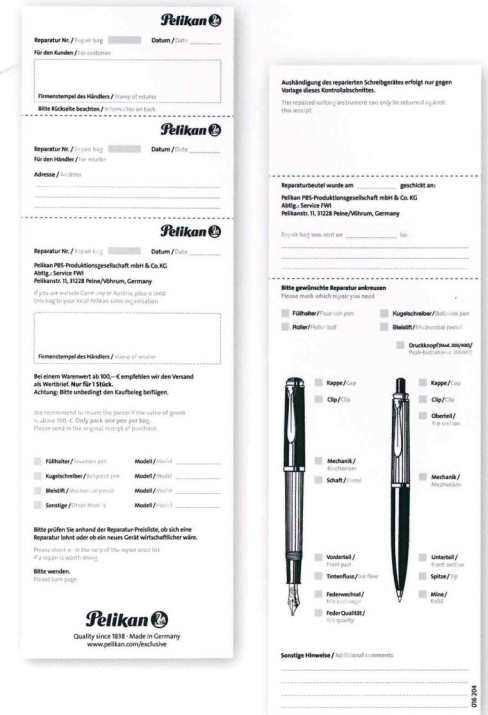 Pelikan
Reparatur Nr. / Repair bag Datum / Date
Für den Kunden / For customer
Firmenstempel des Händlers / Stamp of retailer
Bitte Rückseite beachten / Information on back
Pelikan
Reparatur Nr. / Repair bag Datum / Date
Für den Händler / For retailer
Adresse / Address
Pelikan
Reparatur Nr. / Repair bag Datum / Date
Pelikan PBS-Produktionsgesellschaft mbH & Co. KG
Abtlg.: Service FWI
Pelikanstr. 11, 31228 Peine/Vöhrum, Germany
If you are outside Germany or Austria, please send
this bag to your local Pelikan sales organisation.
Firmenstempel des Händlers / Stamp of retailer
Bei einem Warenwert ab 100,– € empfehlen wir den Versand
als Wertbrief. Nur für 1 Stück.
Achtung: Bitte unbedingt den Kaufbeleg beifügen.
We recommend to insure the parcel if the value of goods
is above 100,-€. Only pack one pen per bag.
Please send in the original receipt of purchase.
Füllhalter / Fountain pen Modell / Model
Kugelschreiber / Ballpoint pen Modell / Model
Bleistift / Mechanical pencil Modell / Model
Sonstige / Other Models Modell / Model
Bitte prüfen Sie anhand der Reparatur-Preisliste, ob sich eine
Reparatur lohnt oder ob ein neues Gerät wirtschaftlicher wäre.
Please check with the help of the repair price list
if a repair is worth doing.
Bitte wenden.
Please turn page.
Pelikan
Quality since 1838 · Made in Germany
www.pelikan.com/exclusive
Aushändigung des reparierten Schreibgerätes erfolgt nur gegen
Vorlage dieses Kontrollabschnittes.
The repaired writing instrument can only be returned against
this receipt.
Reparaturbeutel wurde am geschickt an:
Pelikan PBS-Produktionsgesellschaft mbH & Co. KG
Abtlg.: Service FWI
Pelikanstr. 11, 31228 Peine/Vöhrum, Germany
Repair bag was sent on to:
Bitte gewünschte Reparatur ankreuzen
Please mark which repair you need
Füllhalter / Fountain pen Kugelschreiber / Ballpoint pen
Roller / Roller ball Bleistift / Mechanical pencil
Druckknopf (Mod. 200/400) /
Push-button
Kappe / Cap
Clip / Clip
Mechanik /
Mechanism
Schaft / Barrel
Vorderteil /
Front part
Tintenfluss / Ink flow
Federwechsel /
Nib exchange
Feder Qualität /
Nib quality
Kappe / Cap
Clip / Clip
Oberteil /
Top section
Mechanik /
Mechanism
Unterteil /
Front section
Spitze / Tip
Mine /
Refill
Sonstige Hinweise / Additional comments
016 204